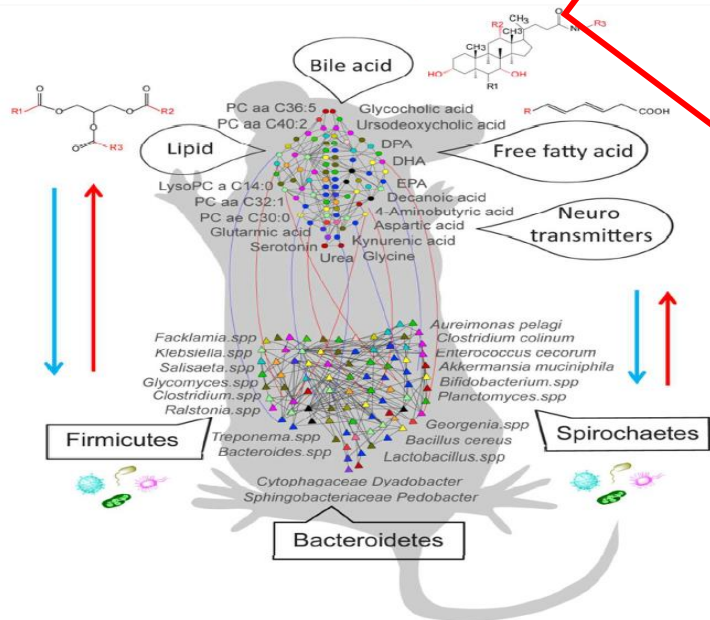 CH₃
R2
CH₃
O
R3
CH₃
HO
OH
R1
O
O
R1
O
O
R2
O
O
R3
R
COOH
Bile acid
PC aa C36:5
Glycocholic acid
PC aa C40:2
Ursodeoxycholic acid
Lipid
DPA
DHA
Free fatty acid
EPA
LysoPC a C14:0
Decanoic acid
PC aa C32:1
4-Aminobutyric acid
PC ae C30:0
Aspartic acid
Glutarmic acid
Kynurenic acid
Serotonin
Glycine
Urea
Neuro
transmitters
Aureimonas pelagi
Facklamia.spp
Clostridium colinum
Klebsiella.spp
Enterococcus cecorum
Salisaeta.spp
Akkermansia muciniphila
Glycomyces.spp
Bifidobacterium.spp
Clostridium.spp
Planctomyces.spp
Ralstonia.spp
Georgenia.spp
Firmicutes
Treponema.spp
Bacillus cereus
Spirochaetes
Bacteroides.spp
Lactobacillus.spp
Cytophagaceae Dyadobacter
Sphingobacteriaceae Pedobacter
Bacteroidetes